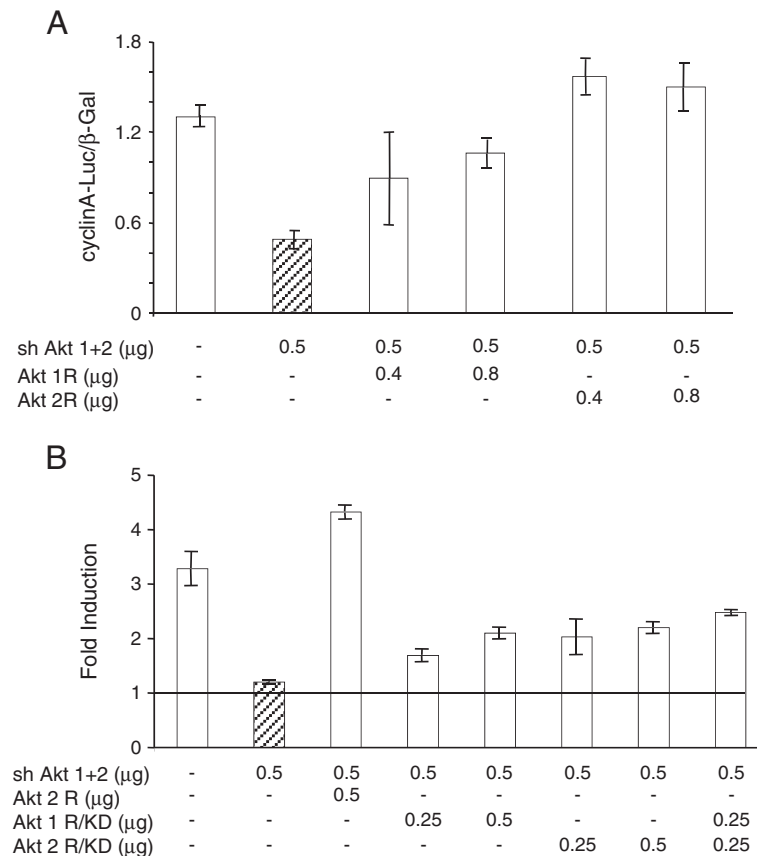 A
cyclinA-Luc/β-Gal
1.8
1.2
0.6
0
sh Akt 1+2 (μg) - 0.5 0.5 0.5 0.5 0.5
Akt 1R (μg) - - 0.4 0.8 - -
Akt 2R (μg) - - - - 0.4 0.8
B
Fold Induction
5
4
3
2
1
0
sh Akt 1+2 (μg) - 0.5 0.5 0.5 0.5 0.5 0.5 0.5
Akt 2 R (μg) - - 0.5 - - - - -
Akt 1 R/KD (μg) - - - 0.25 0.5 - - 0.25
Akt 2 R/KD (μg) - - - - - 0.25 0.5 0.25